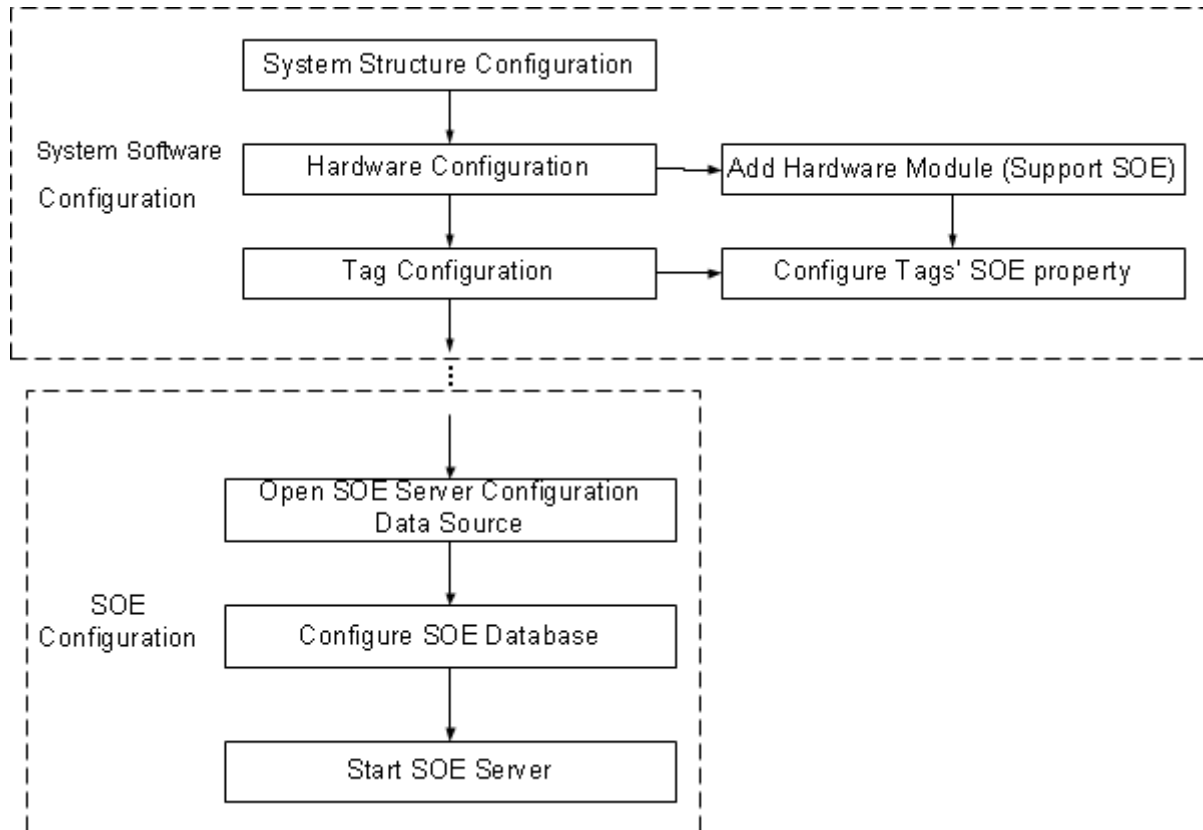 System Structure Configuration
System Software
Configuration
Hardware Configuration
Add Hardware Module (Support SOE)
Tag Configuration
Configure Tags' SOE property
Open SOE Server Configuration
Data Source
SOE
Configuration
Configure SOE Database
Start SOE Server